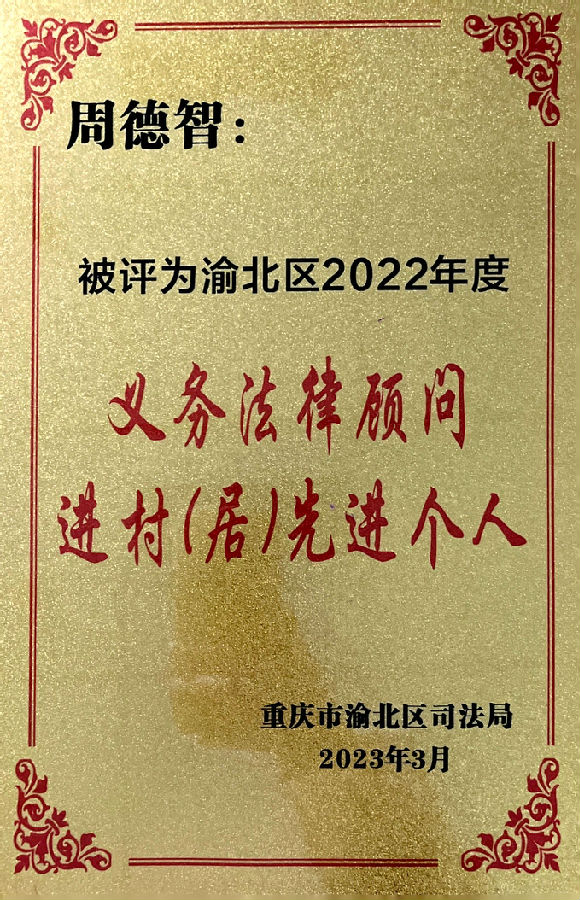 周德智：
被评为渝北区2022年度
义务法律顾问
进村(居)先进个人
重庆市渝北区司法局
2023年3月